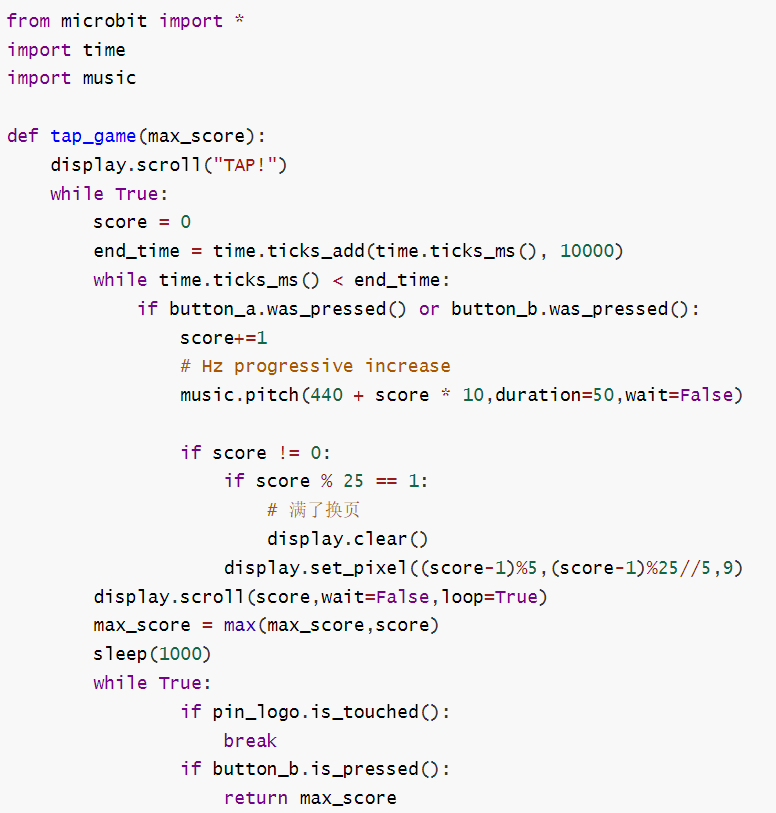 from microbit import *
import time
import music

def tap_game(max_score):
    display.scroll("TAP!")
    while True:
        score = 0
        end_time = time.ticks_add(time.ticks_ms(), 10000)
        while time.ticks_ms() < end_time:
            if button_a.was_pressed() or button_b.was_pressed():
                score+=1
                # Hz progressive increase
                music.pitch(440 + score * 10,duration=50,wait=False)

                if score != 0:
                    if score % 25 == 1:
                        # 满了换页
                        display.clear()
                    display.set_pixel((score-1)%5,(score-1)%25//5,9)
        display.scroll(score,wait=False,loop=True)
        max_score = max(max_score,score)
        sleep(1000)
        while True:
                if pin_logo.is_touched():
                    break
                if button_b.is_pressed():
                    return max_score